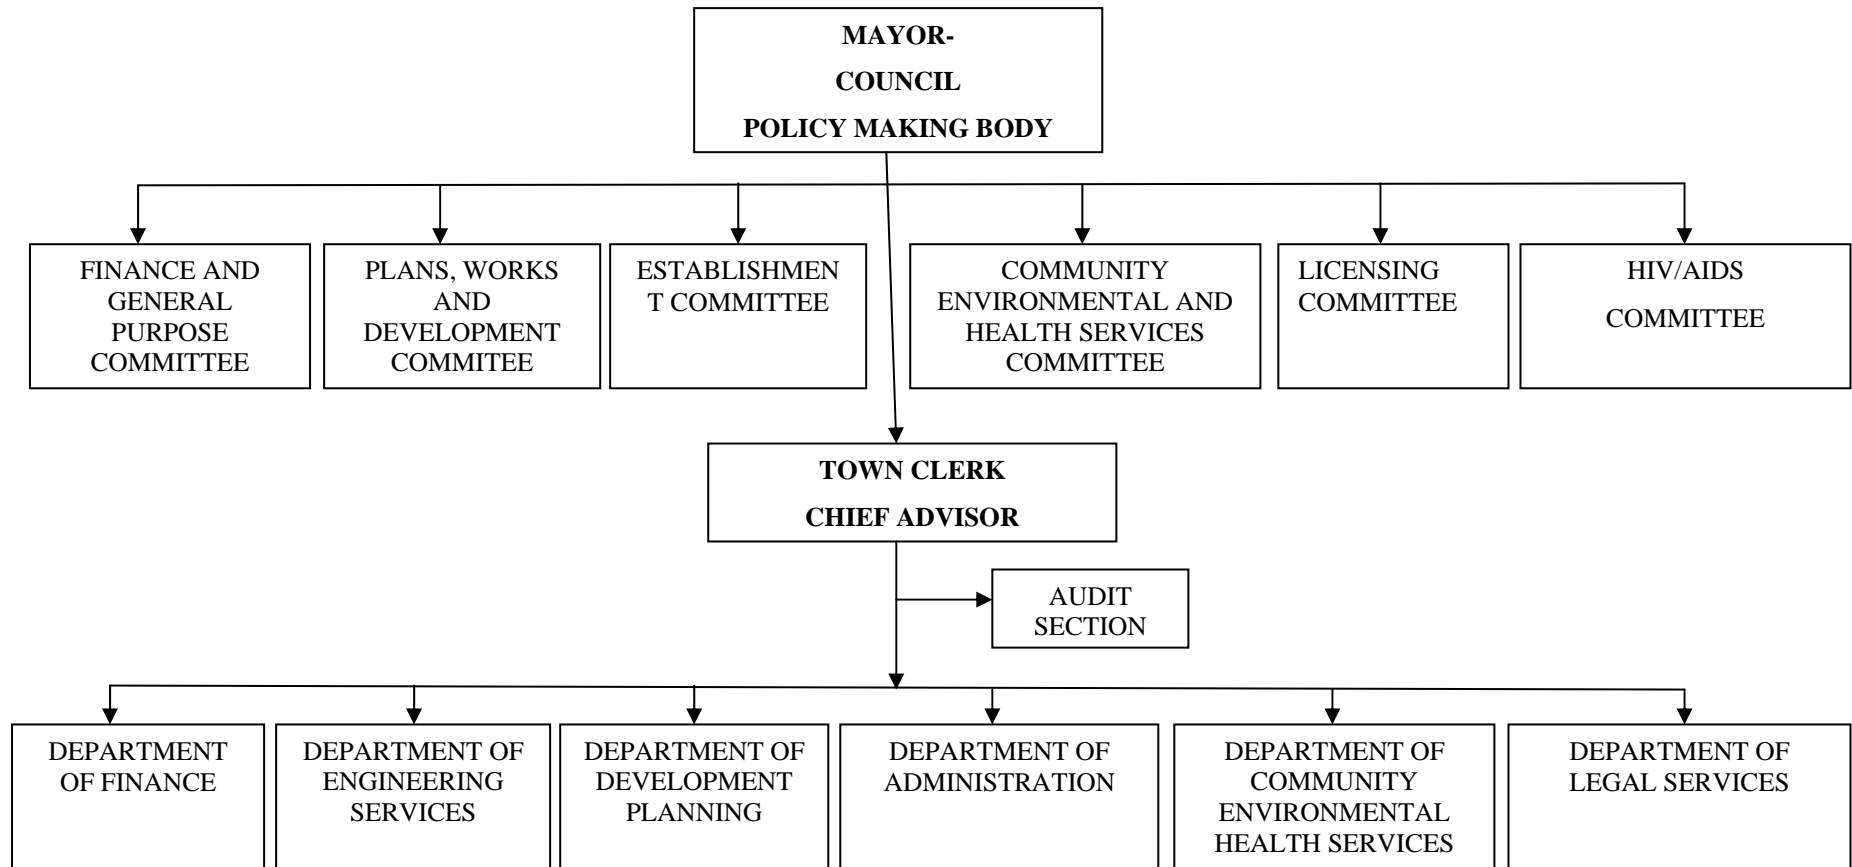 MAYOR-
COUNCIL
POLICY MAKING BODY
FINANCE AND
GENERAL
PURPOSE
COMMITTEE
PLANS, WORKS
AND
DEVELOPMENT
COMMITEE
ESTABLISHMEN
T COMMITTEE
COMMUNITY
ENVIRONMENTAL AND
HEALTH SERVICES
COMMITTEE
LICENSING
COMMITTEE
HIV/AIDS
COMMITTEE
TOWN CLERK
CHIEF ADVISOR
AUDIT
SECTION
DEPARTMENT
OF FINANCE
DEPARTMENT OF
ENGINEERING
SERVICES
DEPARTMENT OF
DEVELOPMENT
PLANNING
DEPARTMENT OF
ADMINISTRATION
DEPARTMENT OF
COMMUNITY
ENVIRONMENTAL
HEALTH SERVICES
DEPARTMENT OF
LEGAL SERVICES